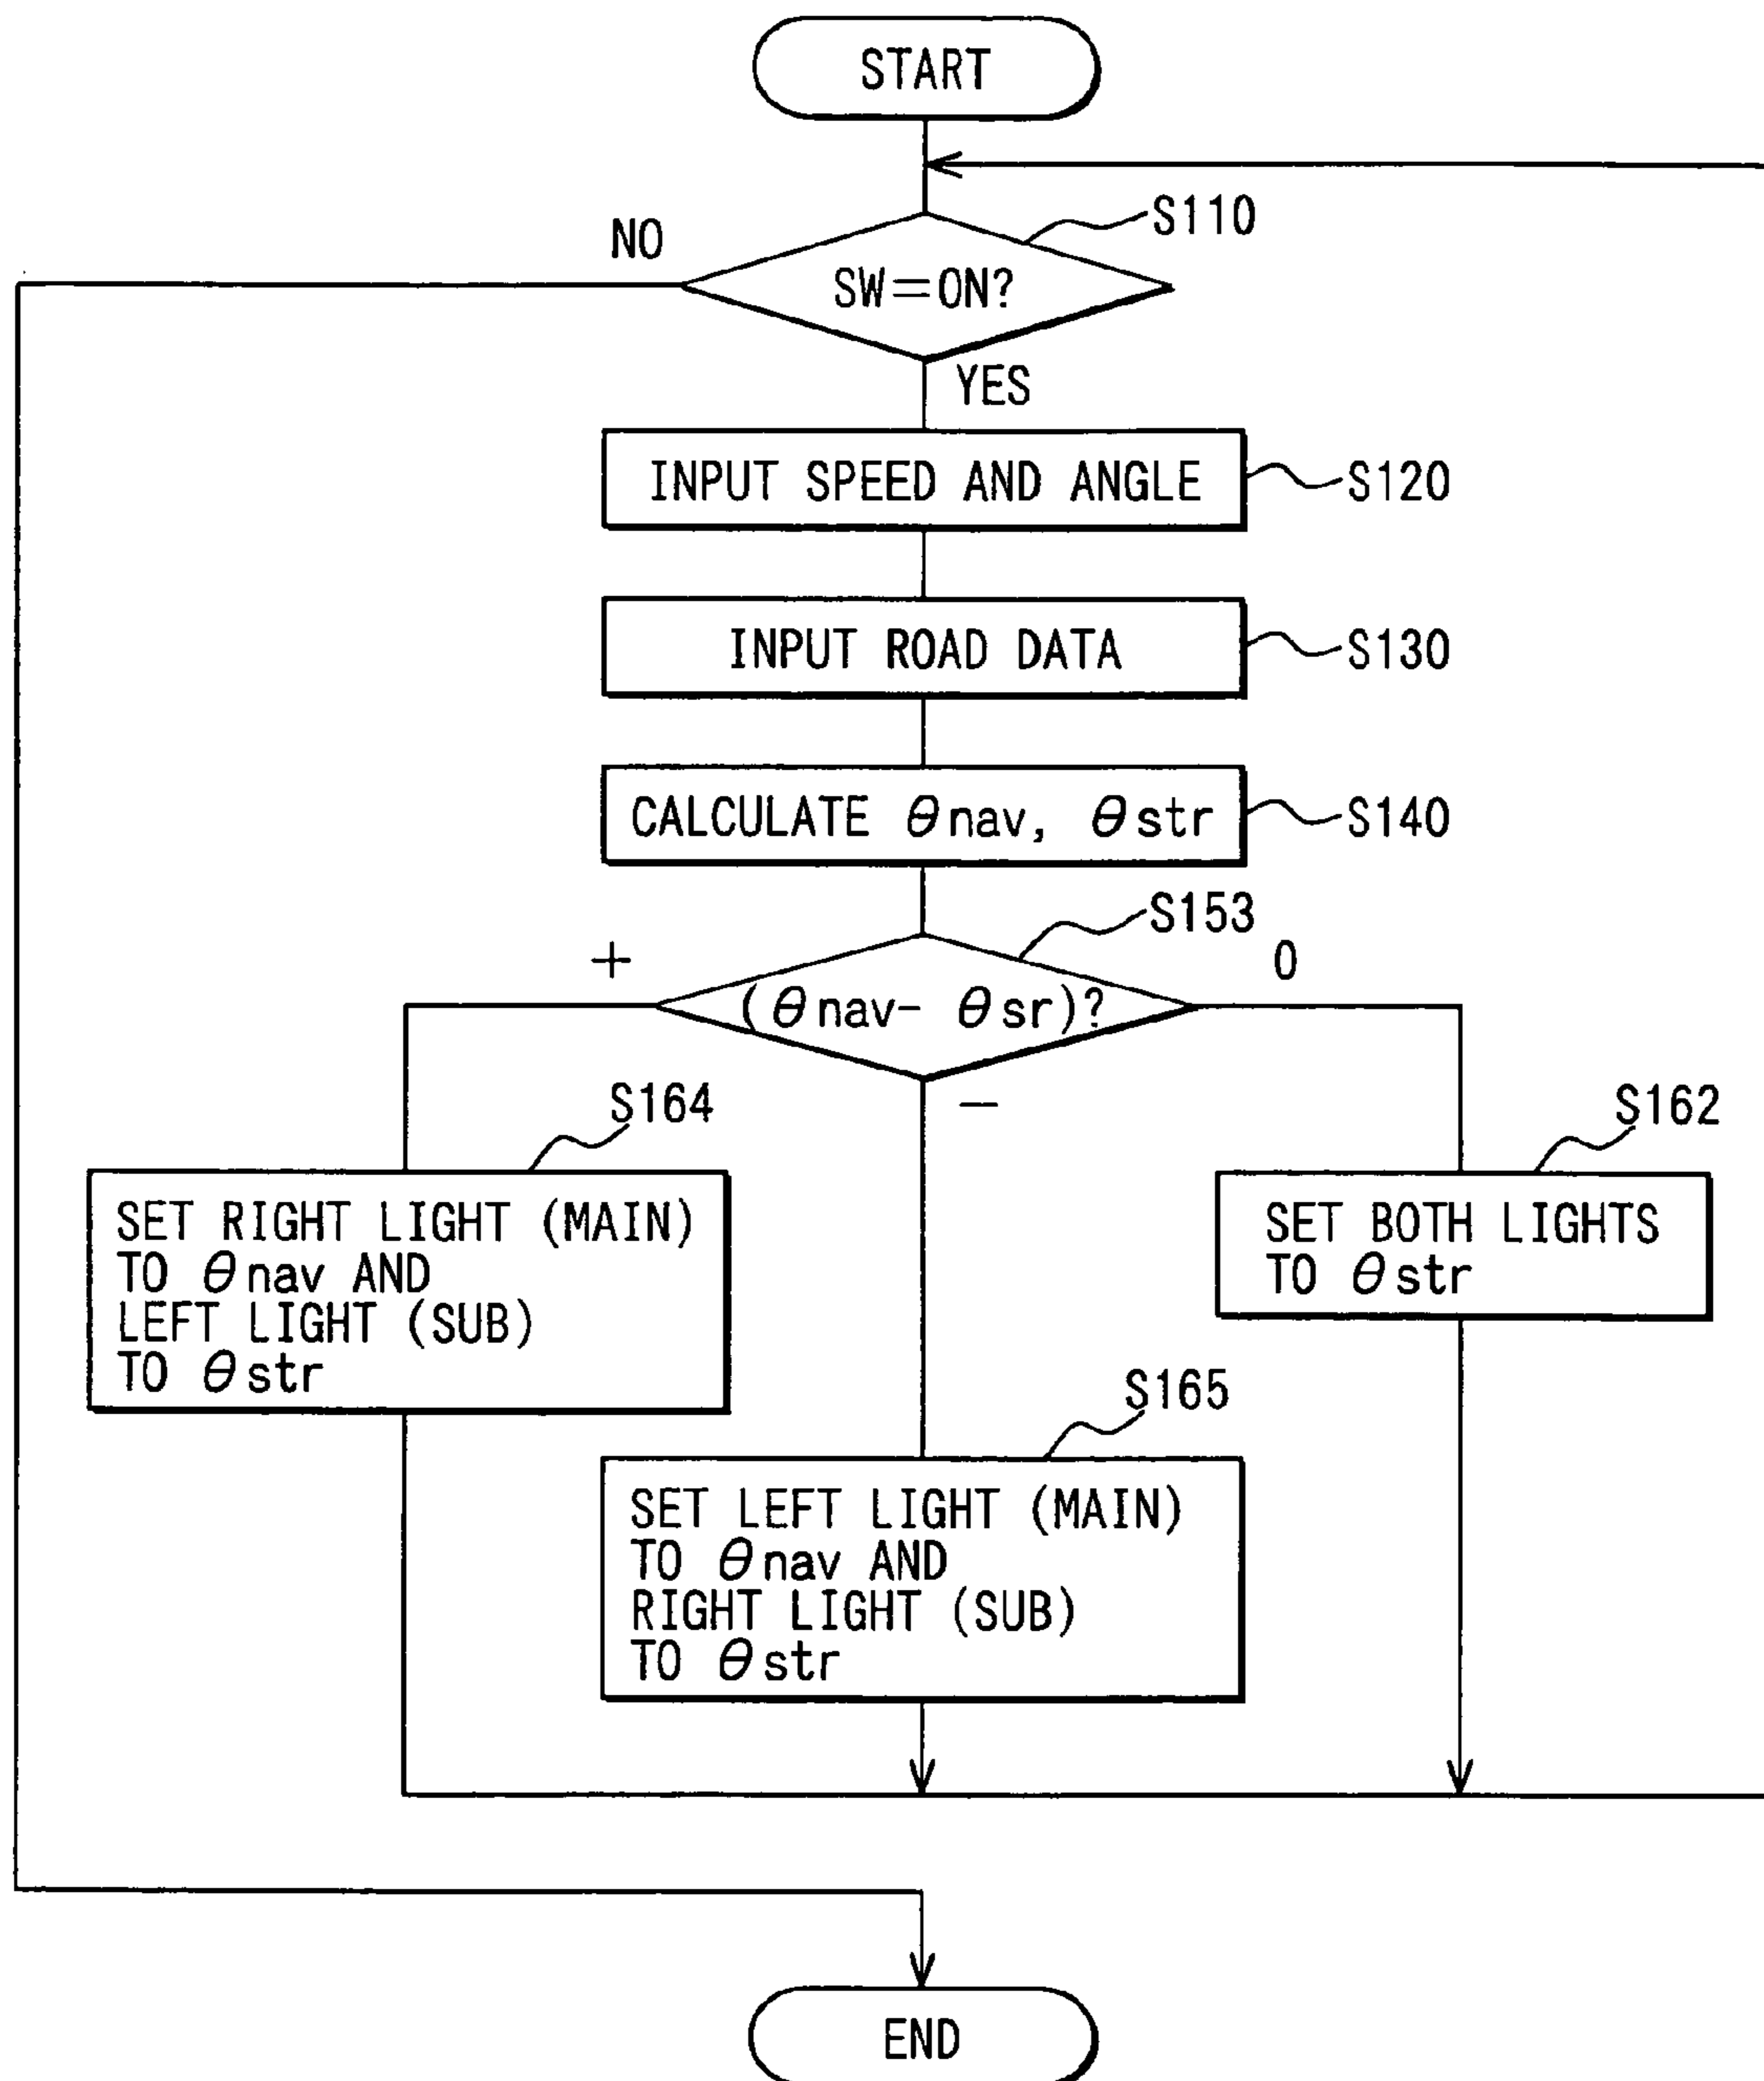 START
S110
NO
SW=ON?
YES
INPUT SPEED AND ANGLE
S120
INPUT ROAD DATA
S130
CALCULATE θnav, θstr
S140
S153
+
0
(θnav- θsr)?
−
S164
S162
SET RIGHT LIGHT (MAIN)
TO θnav AND
LEFT LIGHT (SUB)
TO θstr
SET BOTH LIGHTS
TO θstr
S165
SET LEFT LIGHT (MAIN)
TO θnav AND
RIGHT LIGHT (SUB)
TO θstr
END